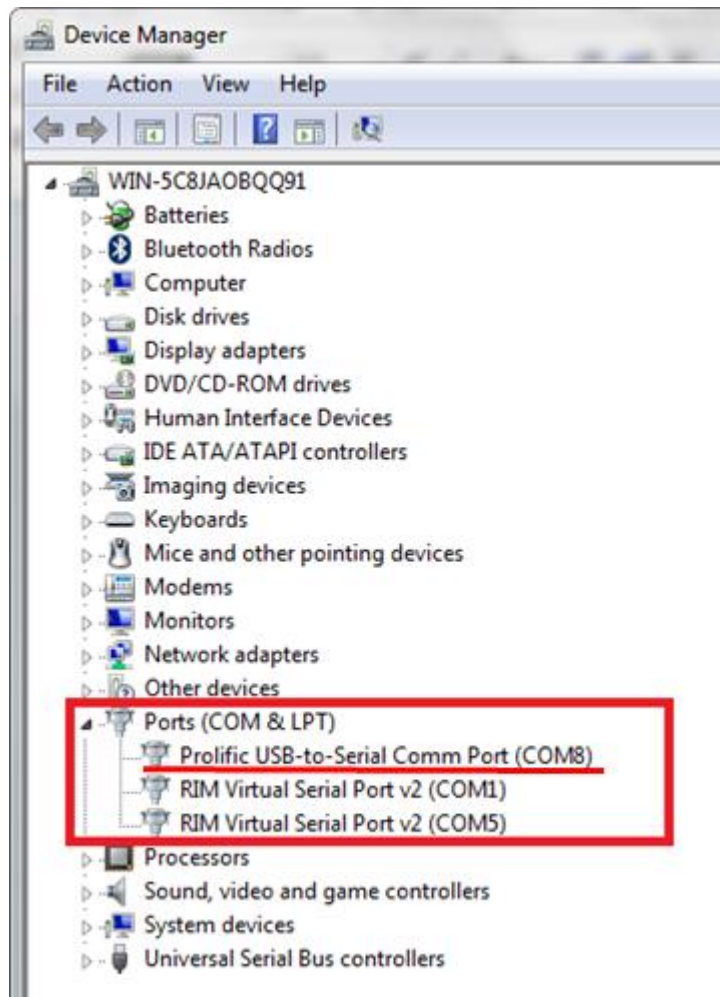 Device Manager
File Action View Help
WIN-5C8JAOBQQ91
Batteries
Bluetooth Radios
Computer
Disk drives
Display adapters
DVD/CD-ROM drives
Human Interface Devices
IDE ATA/ATAPI controllers
Imaging devices
Keyboards
Mice and other pointing devices
Modems
Monitors
Network adapters
Other devices
Ports (COM & LPT)
Prolific USB-to-Serial Comm Port (COM8)
RIM Virtual Serial Port v2 (COM1)
RIM Virtual Serial Port v2 (COM5)
Processors
Sound, video and game controllers
System devices
Universal Serial Bus controllers